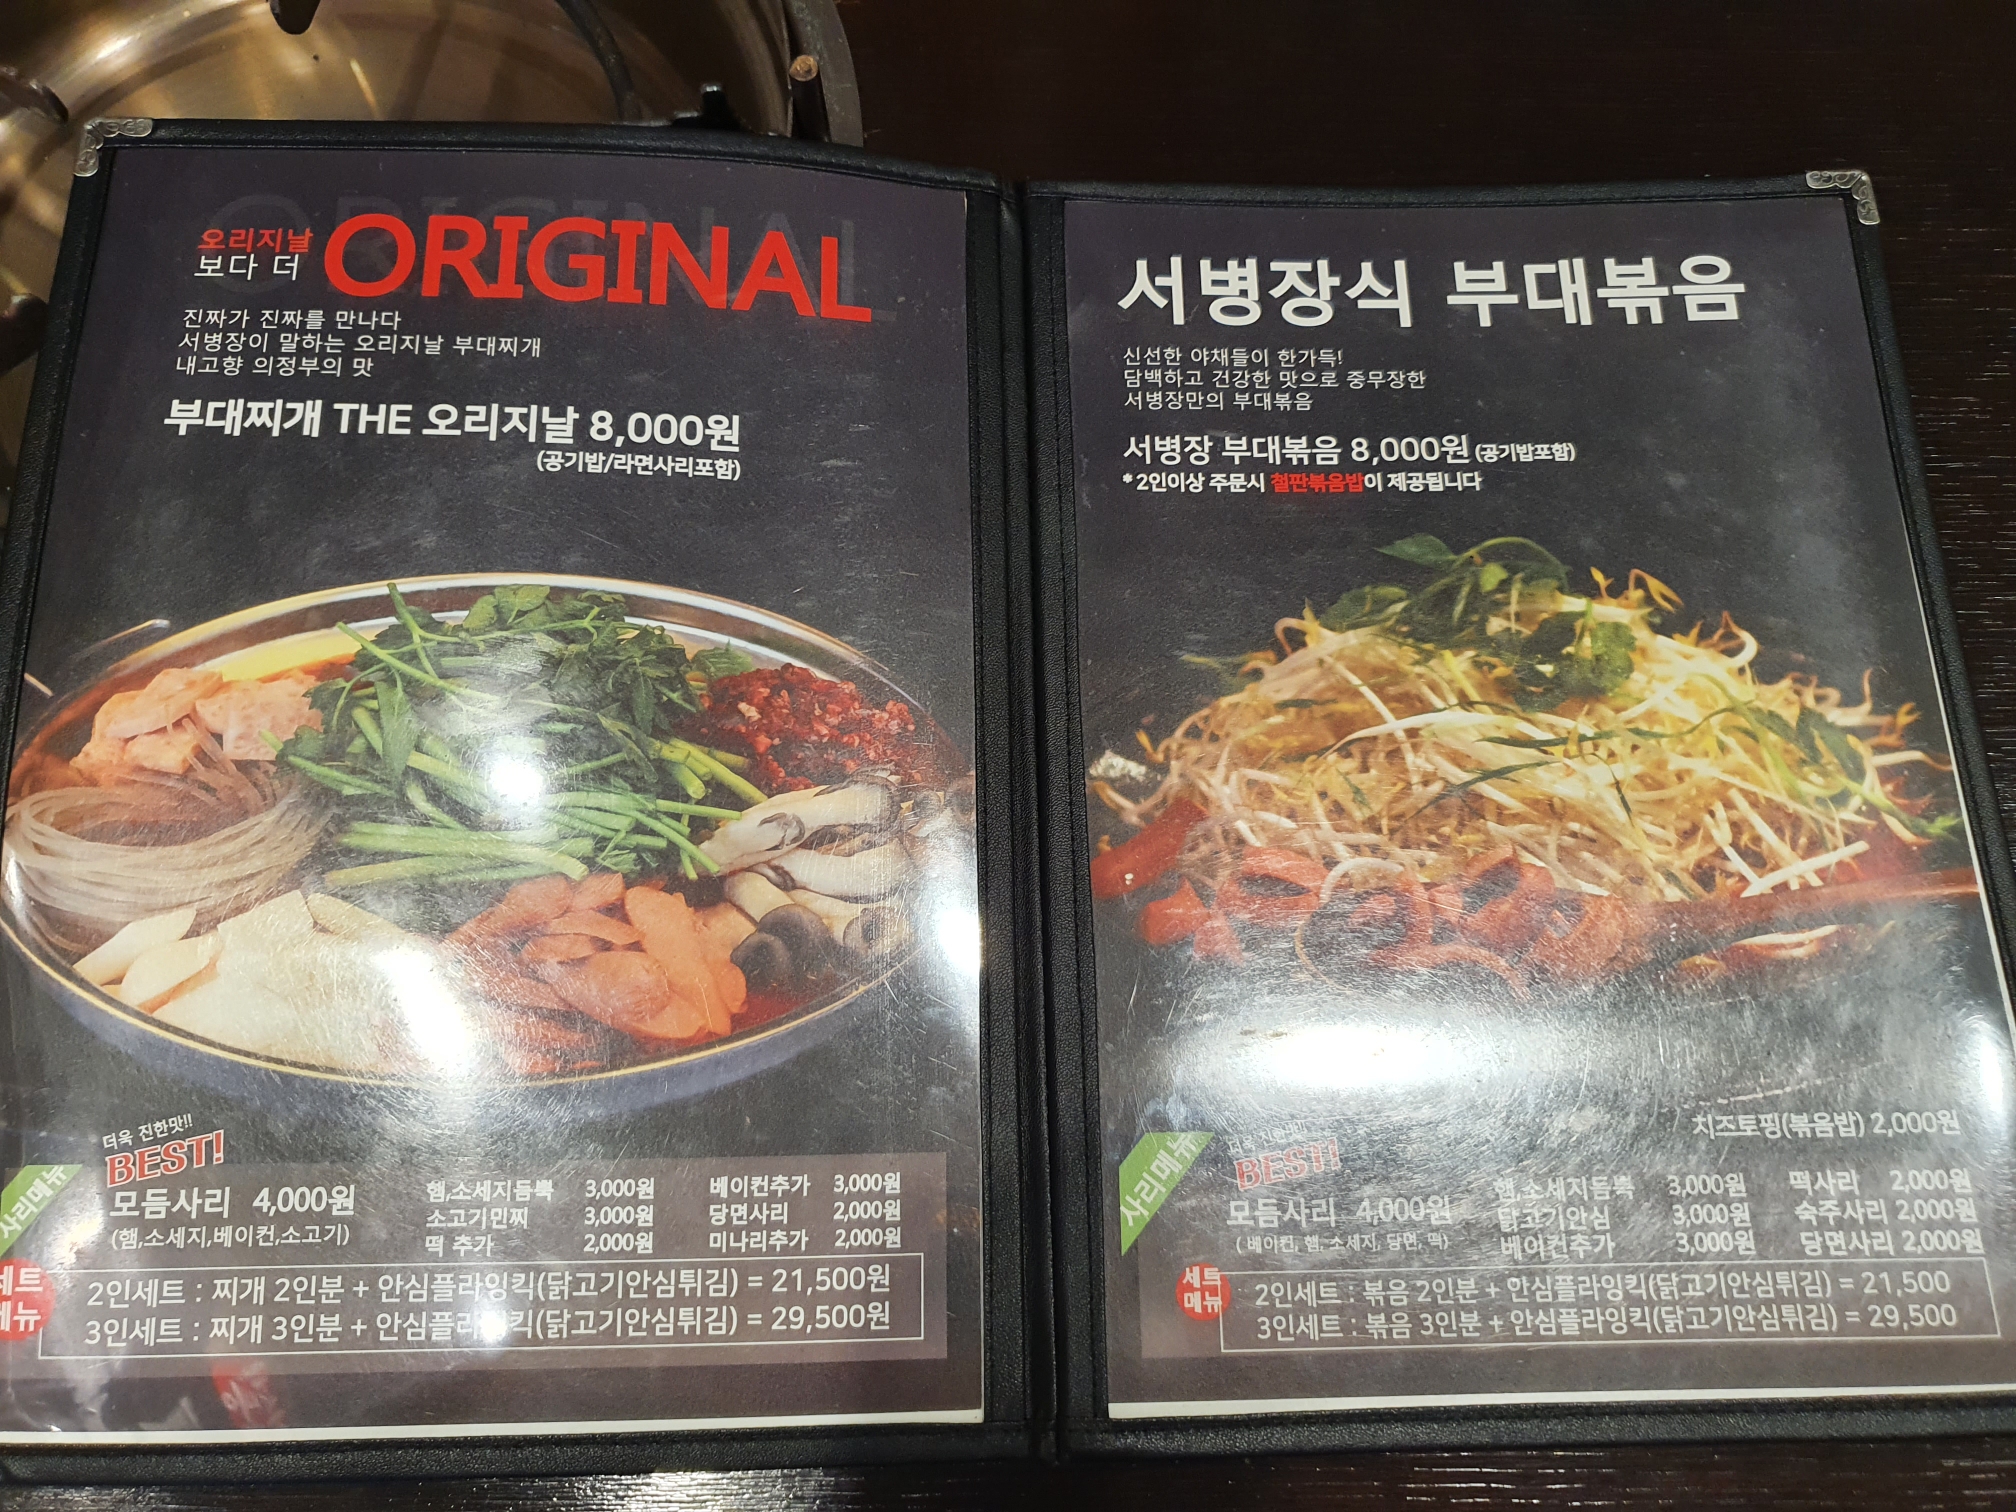 오리지날
보다 더
ORIGINAL
진짜가 진짜를 만나다
서병장이 말하는 오리지날 부대찌개
내고향 의정부의 맛
부대찌개 THE 오리지날 8,000원
(공기밥/라면사리포함)
더욱 진한맛!!
BEST!
사리메뉴
모듬사리 4,000원
(햄,소세지,베이컨,소고기)
햄,소세지듬뿍 3,000원 베이컨추가 3,000원
소고기민찌 3,000원 당면사리 2,000원
떡 추가 2,000원 미나리추가 2,000원
세트
메뉴
2인세트 : 찌개 2인분 + 안심플라잉킥(닭고기안심튀김) = 21,500원
3인세트 : 찌개 3인분 + 안심플라잉킥(닭고기안심튀김) = 29,500원
서병장식 부대볶음
신선한 야채들이 한가득!
담백하고 건강한 맛으로 중무장한
서병장만의 부대볶음
서병장 부대볶음 8,000원 (공기밥포함)
* 2인이상 주문시 철판볶음밥이 제공됩니다
치즈토핑(볶음밥) 2,000원
더욱
BEST!
사리메뉴
모듬사리 4,000원
( 베이컨, 햄, 소세지, 당면, 떡)
햄,소세지듬뿍 3,000원 떡사리 2,000원
닭고기안심 3,000원 숙주사리 2,000원
베이컨추가 3,000원 당면사리 2,000원
세트
메뉴
2인세트 : 볶음 2인분 + 안심플라잉킥(닭고기안심튀김) = 21,500
3인세트 : 볶음 3인분 + 안심플라잉킥(닭고기안심튀김) = 29,500